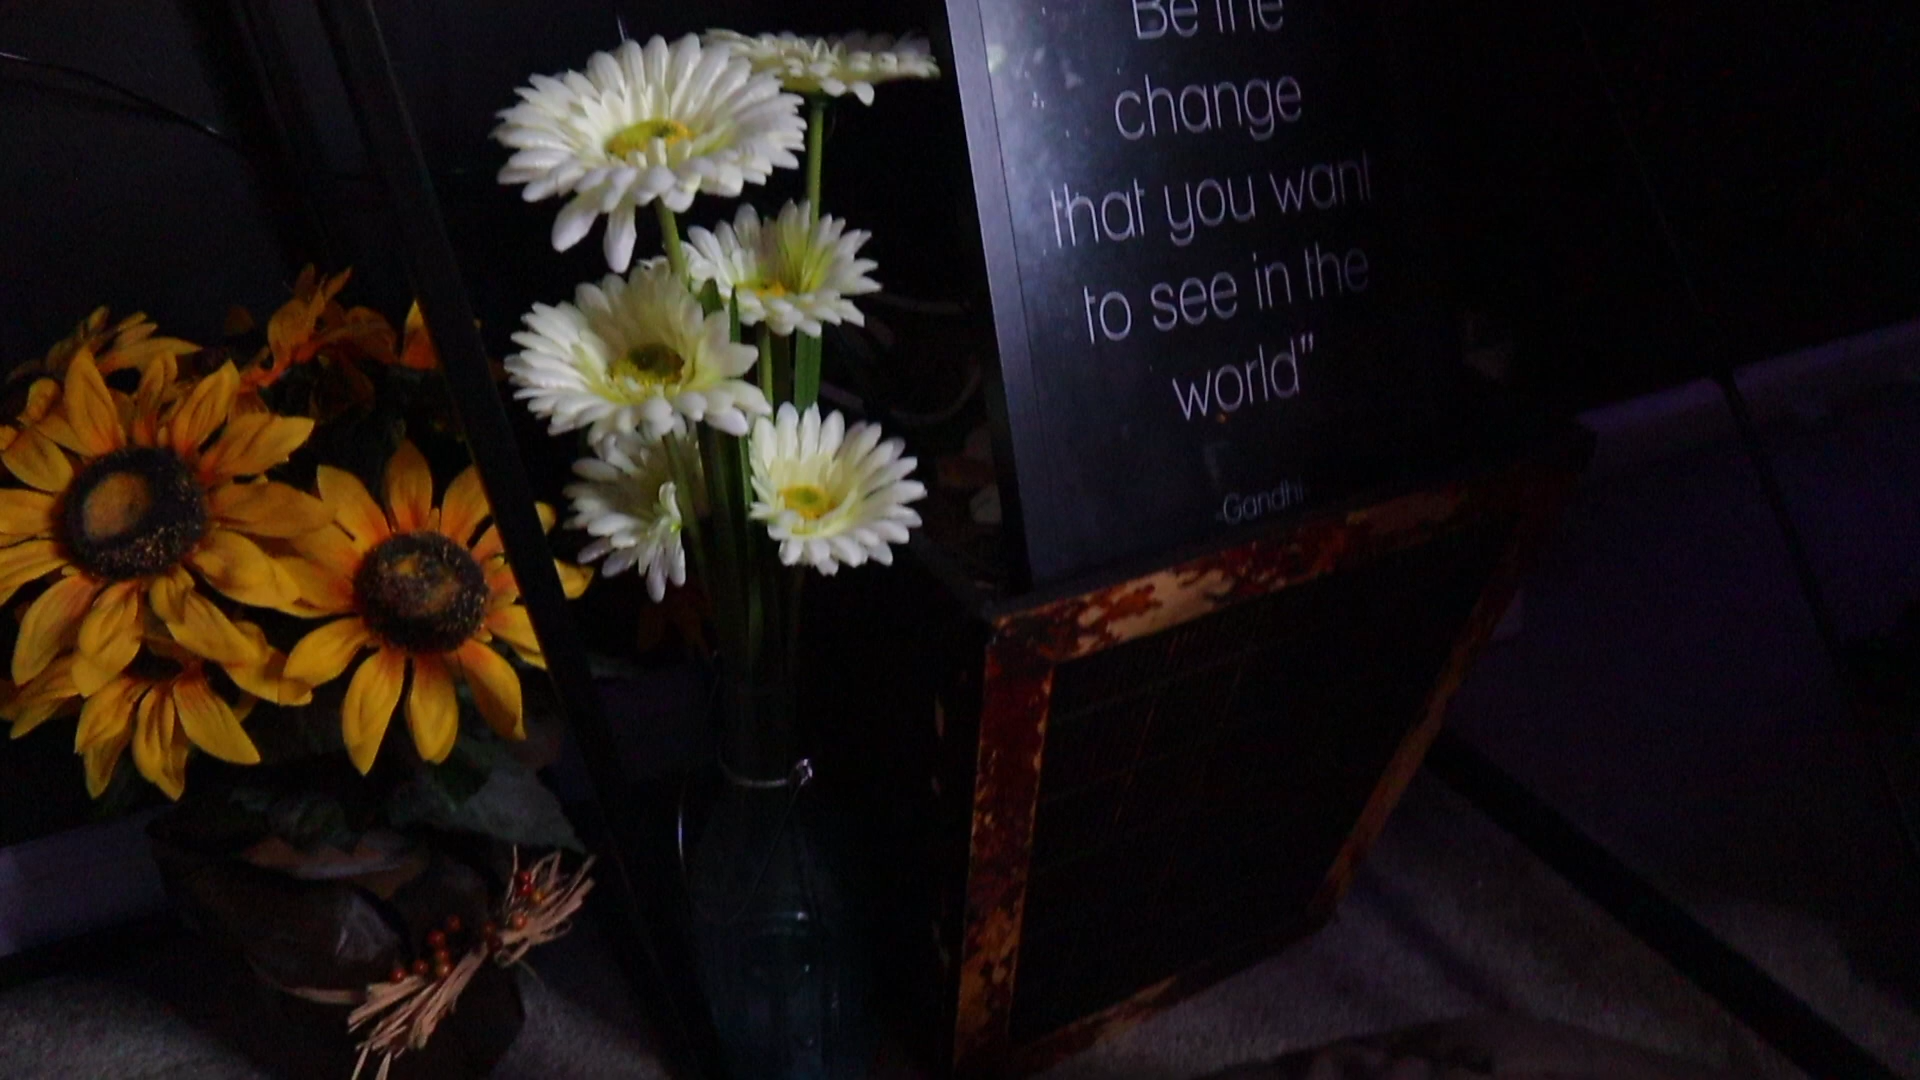 Be the
change
that you want
to see in the
world"
-Gandhi